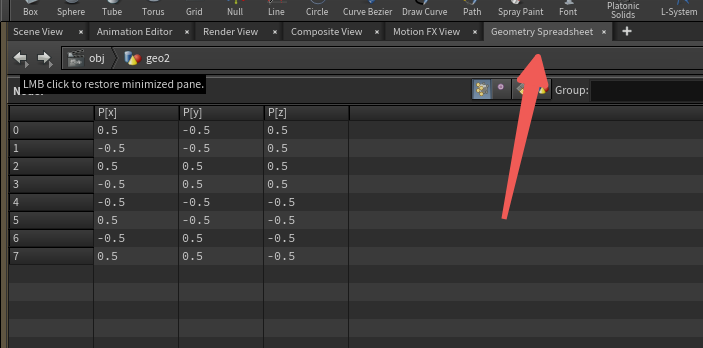 Box Sphere Tube Torus Grid Null Line Circle Curve Bezier Draw Curve Path Spray Paint Font Platonic Solids L-System
Scene View × Animation Editor × Render View × Composite View × Motion FX View × Geometry Spreadsheet × +
obj geo2
LMB click to restore minimized pane.
Group:
P[x] P[y] P[z]
0 0.5 -0.5 0.5
1 -0.5 -0.5 0.5
2 0.5 0.5 0.5
3 -0.5 0.5 0.5
4 -0.5 -0.5 -0.5
5 0.5 -0.5 -0.5
6 -0.5 0.5 -0.5
7 0.5 0.5 -0.5